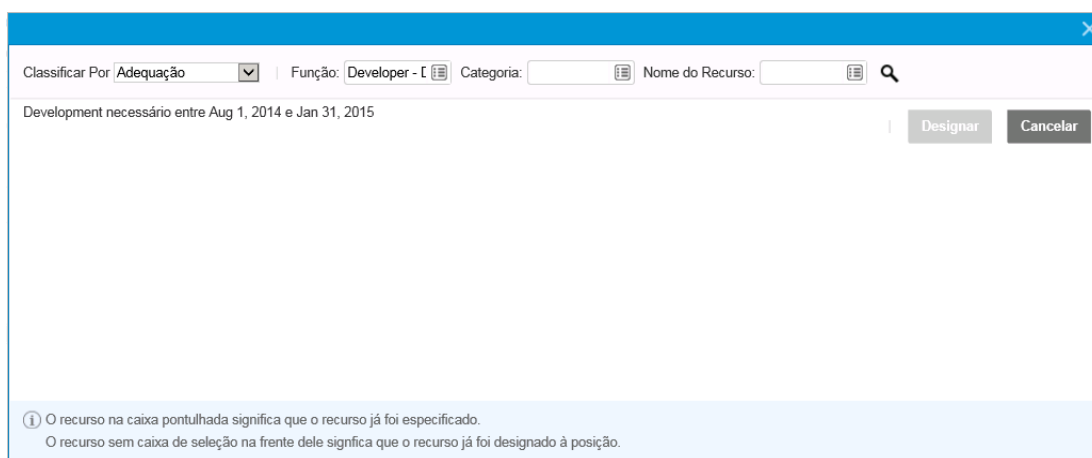 Classificar Por Adequação Função: Developer - D Categoria: Nome do Recurso:
Development necessário entre Aug 1, 2014 e Jan 31, 2015
Designar Cancelar
O recurso na caixa pontulhada significa que o recurso já foi especificado.
O recurso sem caixa de seleção na frente dele signfica que o recurso já foi designado à posição.